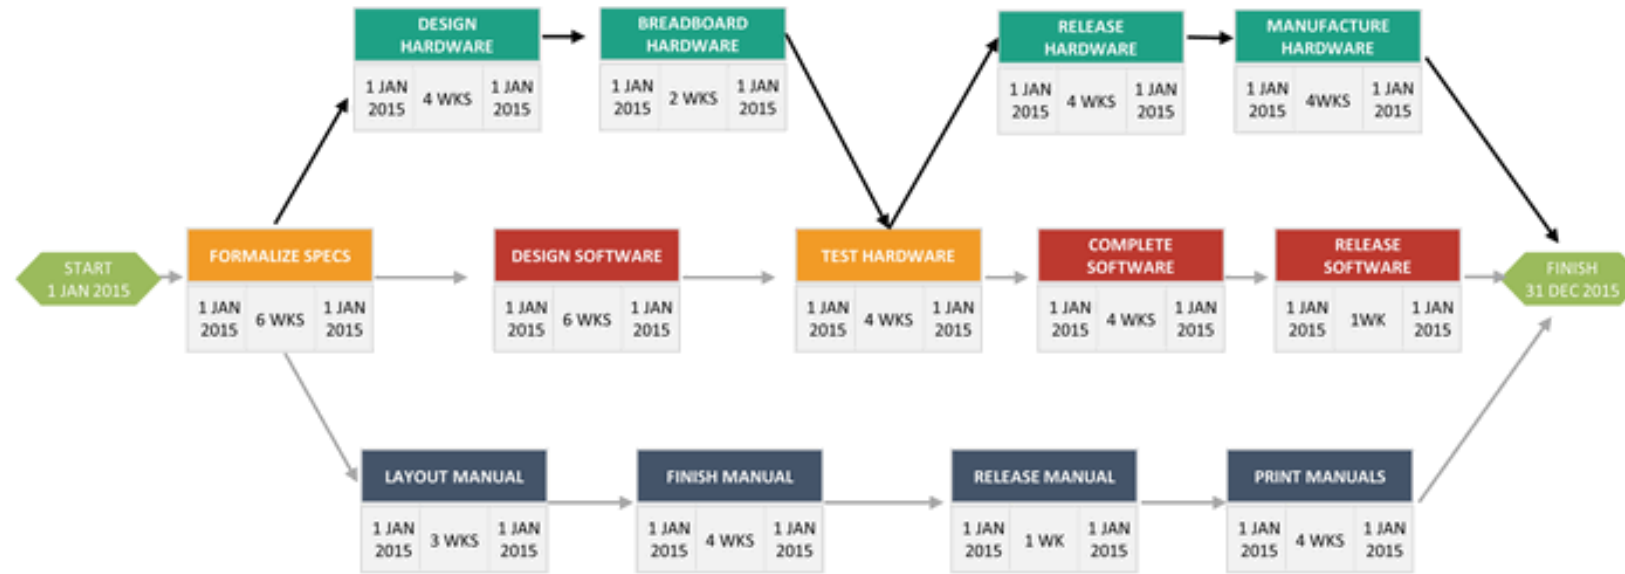 DESIGN
HARDWARE
1 JAN
2015
4 WKS
1 JAN
2015
BREADBOARD
HARDWARE
1 JAN
2015
2 WKS
1 JAN
2015
RELEASE
HARDWARE
1 JAN
2015
4 WKS
1 JAN
2015
MANUFACTURE
HARDWARE
1 JAN
2015
4WKS
1 JAN
2015
START
1 JAN 2015
FORMALIZE SPECS
1 JAN
2015
6 WKS
1 JAN
2015
DESIGN SOFTWARE
1 JAN
2015
6 WKS
1 JAN
2015
TEST HARDWARE
1 JAN
2015
4 WKS
1 JAN
2015
COMPLETE
SOFTWARE
1 JAN
2015
4 WKS
1 JAN
2015
RELEASE
SOFTWARE
1 JAN
2015
1WK
1 JAN
2015
FINISH
31 DEC 2015
LAYOUT MANUAL
1 JAN
2015
3 WKS
1 JAN
2015
FINISH MANUAL
1 JAN
2015
4 WKS
1 JAN
2015
RELEASE MANUAL
1 JAN
2015
1 WK
1 JAN
2015
PRINT MANUALS
1 JAN
2015
4 WKS
1 JAN
2015